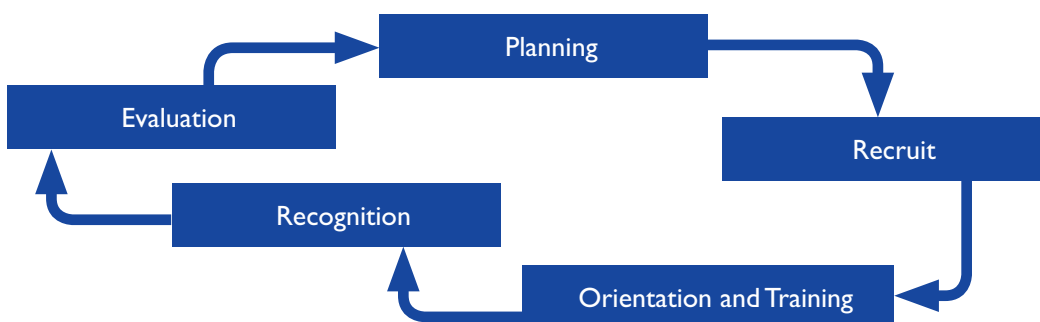 Planning
Evaluation
Recruit
Recognition
Orientation and Training